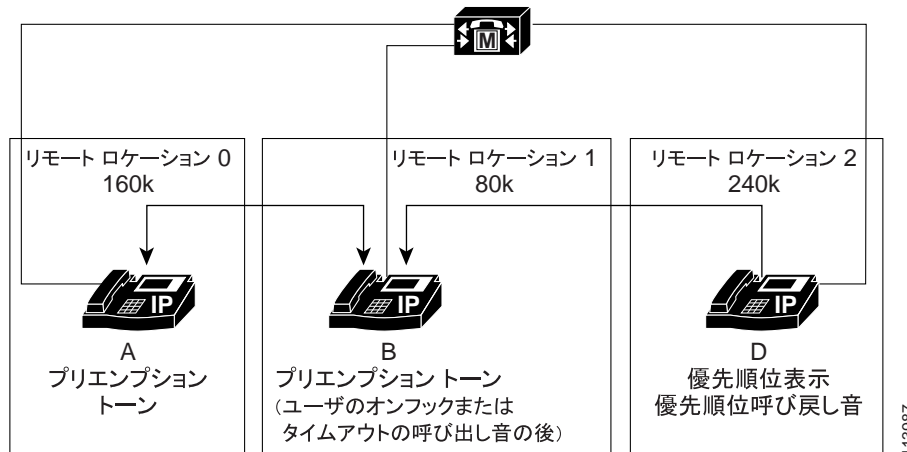 M
リモート ロケーション 0
160k
リモート ロケーション 1
80k
リモート ロケーション 2
240k
IP
IP
IP
A
プリエンプション
トーン
B
プリエンプション トーン
（ユーザのオンフックまたは
タイムアウトの呼び出し音の後）
D
優先順位表示
優先順位呼び戻し音